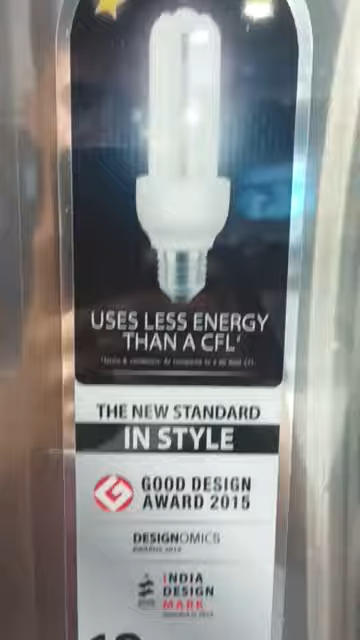 USES LESS ENERGY
THAN A CFL*
THE NEW STANDARD
IN STYLE
GOOD DESIGN
AWARD 2015
DESIGNOMICS
INDIA
DESIGN
MARK